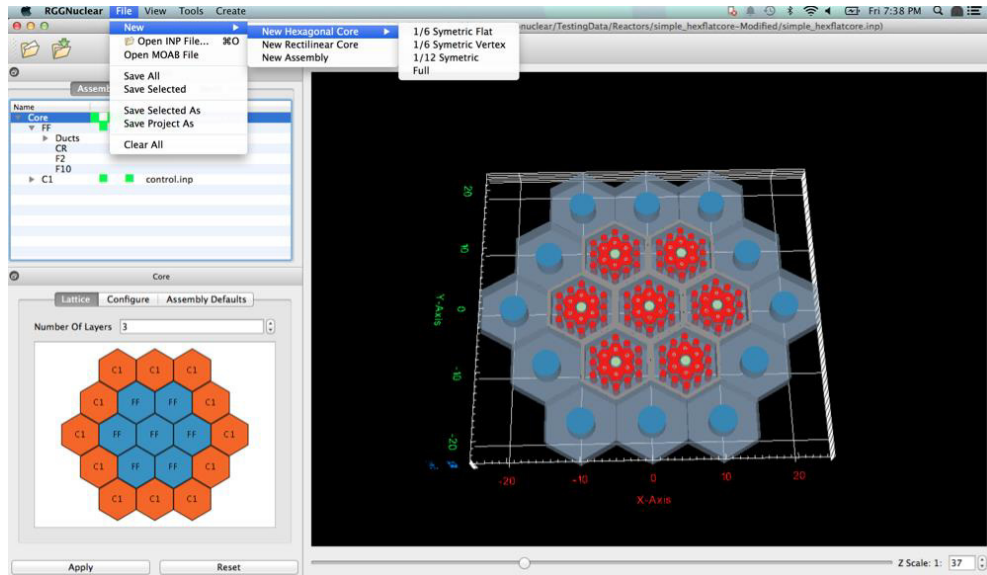 RGGNuclear File View Tools Create Fri 7:38 PM
nuclear/TestingData/Reactors/simple_hexflatcore-Modified/simple_hexflatcore.inp)
New
Open INP File... ⌘O
Open MOAB File
Save All
Save Selected
Save Selected As
Save Project As
Clear All
New Hexagonal Core
New Rectilinear Core
New Assembly
1/6 Symetric Flat
1/6 Symetric Vertex
1/12 Symetric
Full
Name
Core
FF
Ducts
CR
F2
F10
C1 control.inp
Core
Lattice Configure Assembly Defaults
Number Of Layers 3
C1 C1 C1
C1 FF FF C1
C1 FF FF FF C1
C1 FF FF C1
C1 C1 C1
Apply Reset
20
10
Y-Axis 0
-10
-20
-20 -10 0 10 20
X-Axis
Z Scale: 1: 37